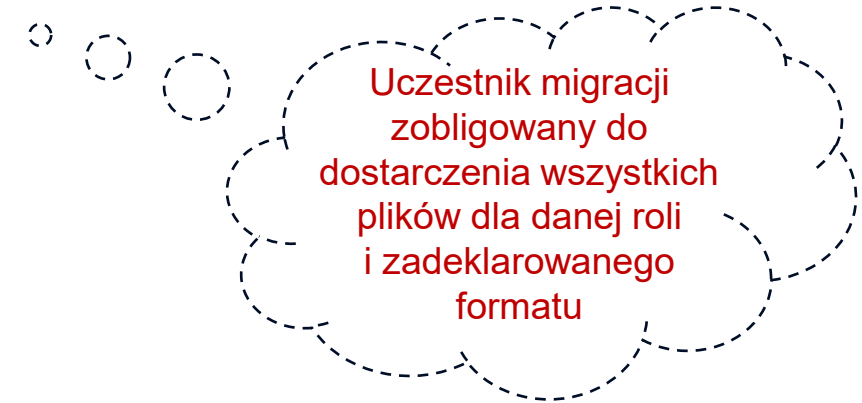 Uczestnik migracji
zobligowany do
dostarczenia wszystkich
plików dla danej roli
i zadeklarowanego
formatu